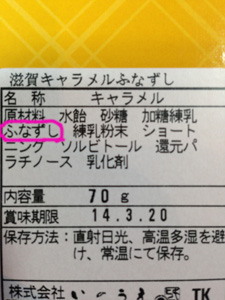 滋賀キャラメルふなずし
名 称 キャラメル
原材料 水飴 砂糖 加糖練乳
ふなずし 練乳粉末 ショート
ニング ソルビトール 還元パ
ラチノース 乳化剤
内容量 70g
賞味期限 14.3.20
保存方法：直射日光、高温多湿を避
け、常温にて保存。
株式会社 TK